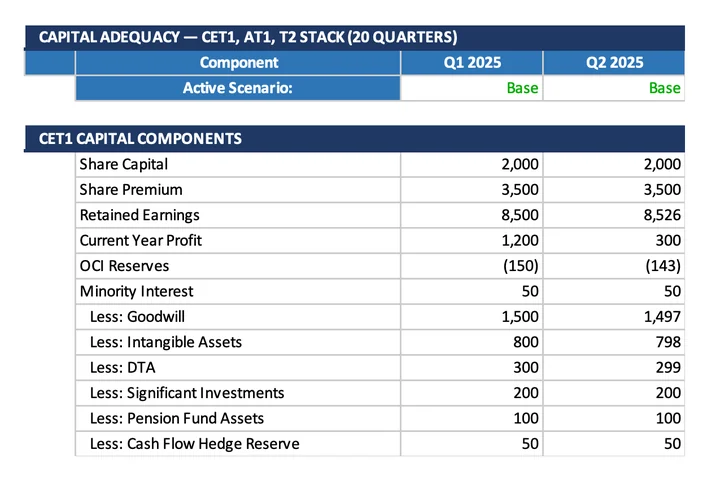 CAPITAL ADEQUACY — CET1, AT1, T2 STACK (20 QUARTERS)
Component Q1 2025 Q2 2025
Active Scenario: Base Base
CET1 CAPITAL COMPONENTS
Share Capital 2,000 2,000
Share Premium 3,500 3,500
Retained Earnings 8,500 8,526
Current Year Profit 1,200 300
OCI Reserves (150) (143)
Minority Interest 50 50
Less: Goodwill 1,500 1,497
Less: Intangible Assets 800 798
Less: DTA 300 299
Less: Significant Investments 200 200
Less: Pension Fund Assets 100 100
Less: Cash Flow Hedge Reserve 50 50